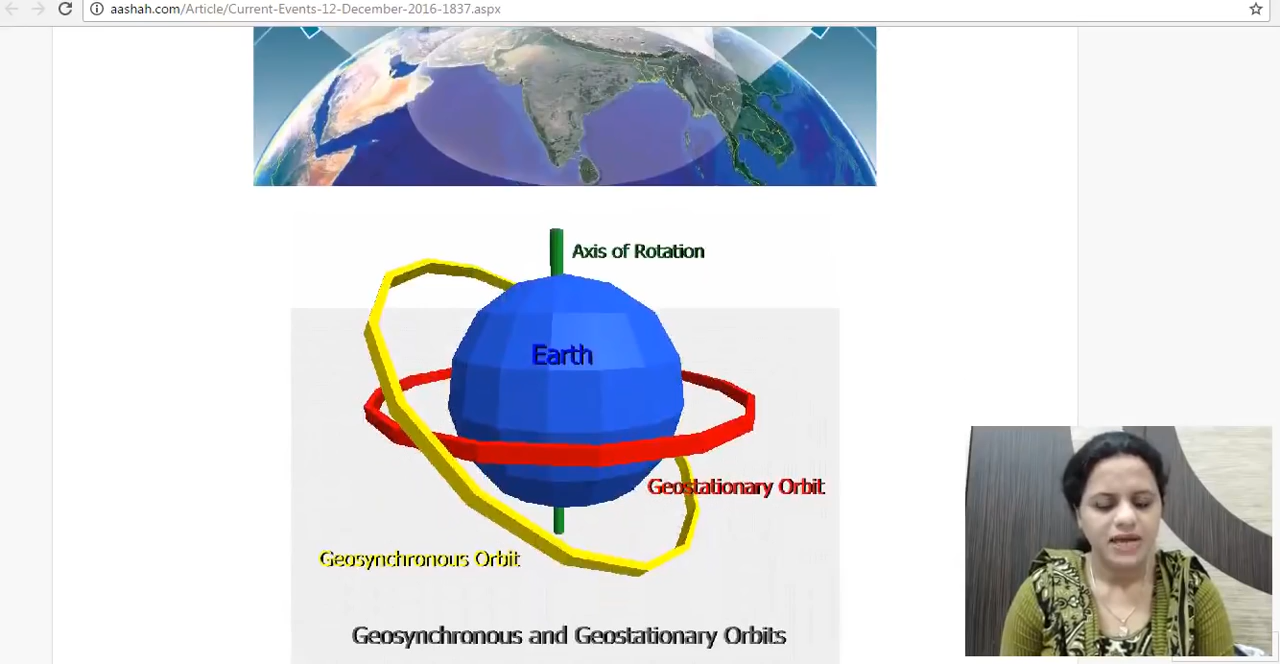 aashah.com/Article/Current-Events-12-December-2016-1837.aspx
Axis of Rotation
Earth
Geostationary Orbit
Geosynchronous Orbit
Geosynchronous and Geostationary Orbits